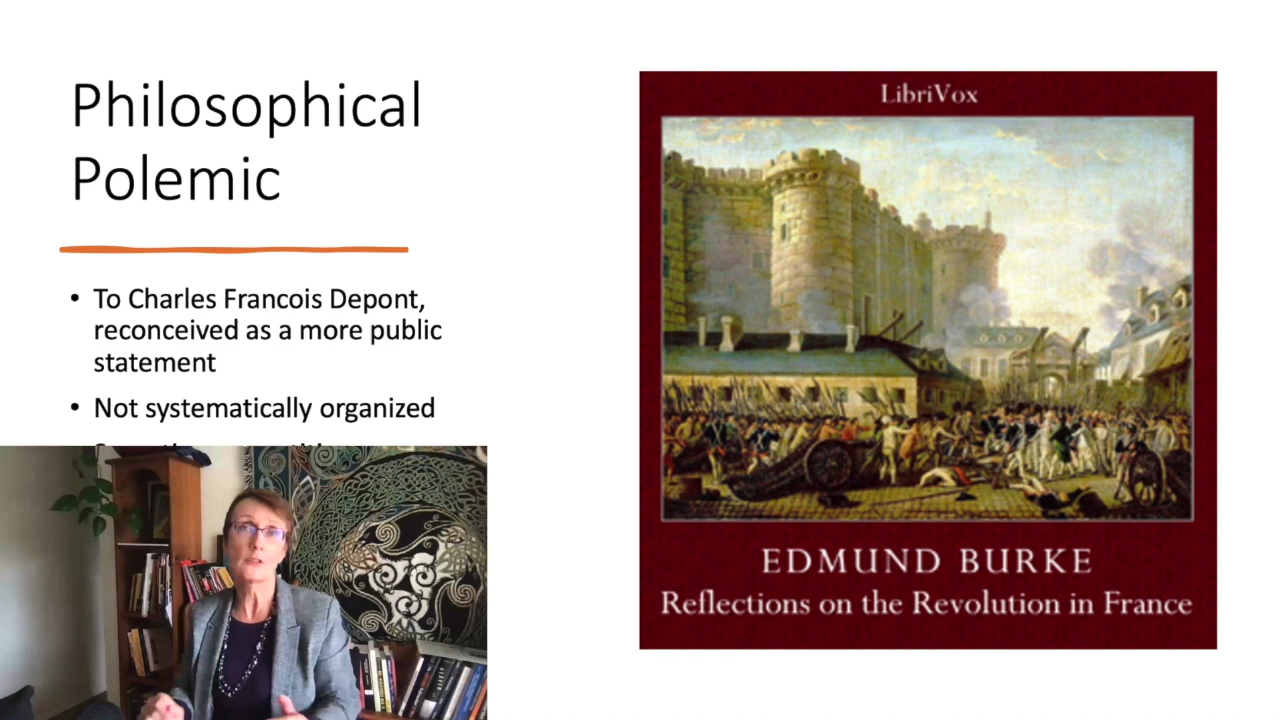 Philosophical
Polemic
• To Charles Francois Depont,
reconceived as a more public
statement
• Not systematically organized
LibriVox
EDMUND BURKE
Reflections on the Revolution in France